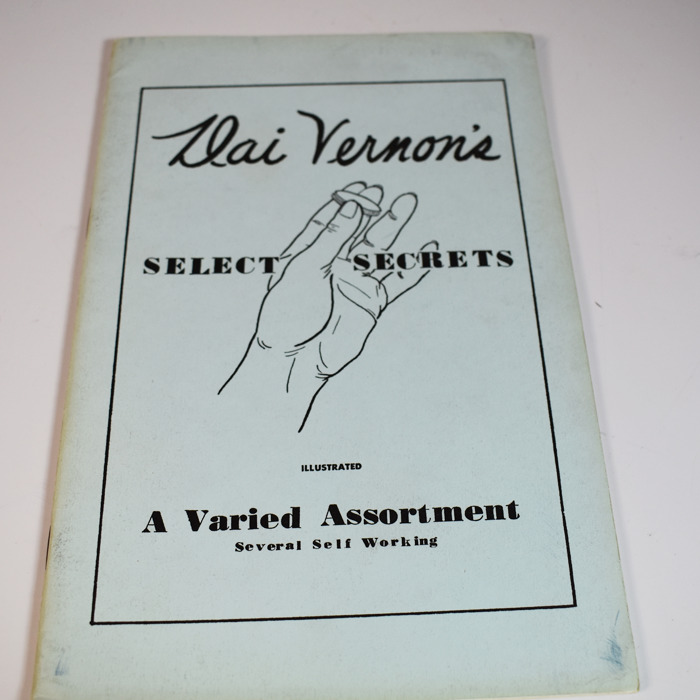 Dai Vernon's
SELECT SECRETS
ILLUSTRATED
A Varied Assortment
Several Self Working